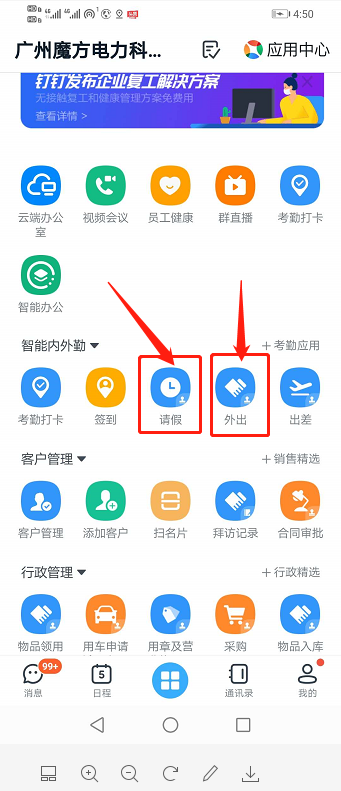 4:50
广州魔方电力科... 应用中心
钉钉发布企业复工解决方案
无接触复工和健康管理方案免费用
查看详情 >
云端办公室 视频会议 员工健康 群直播 考勤打卡
智能办公
智能内外勤 + 考勤应用
考勤打卡 签到 请假 外出 出差
客户管理 + 销售精选
客户管理 添加客户 扫名片 拜访记录 合同审批
行政管理 + 行政精选
物品领用 用车申请 用章及营 采购 物品入库
99+ 5
消息 日程 通讯录 我的